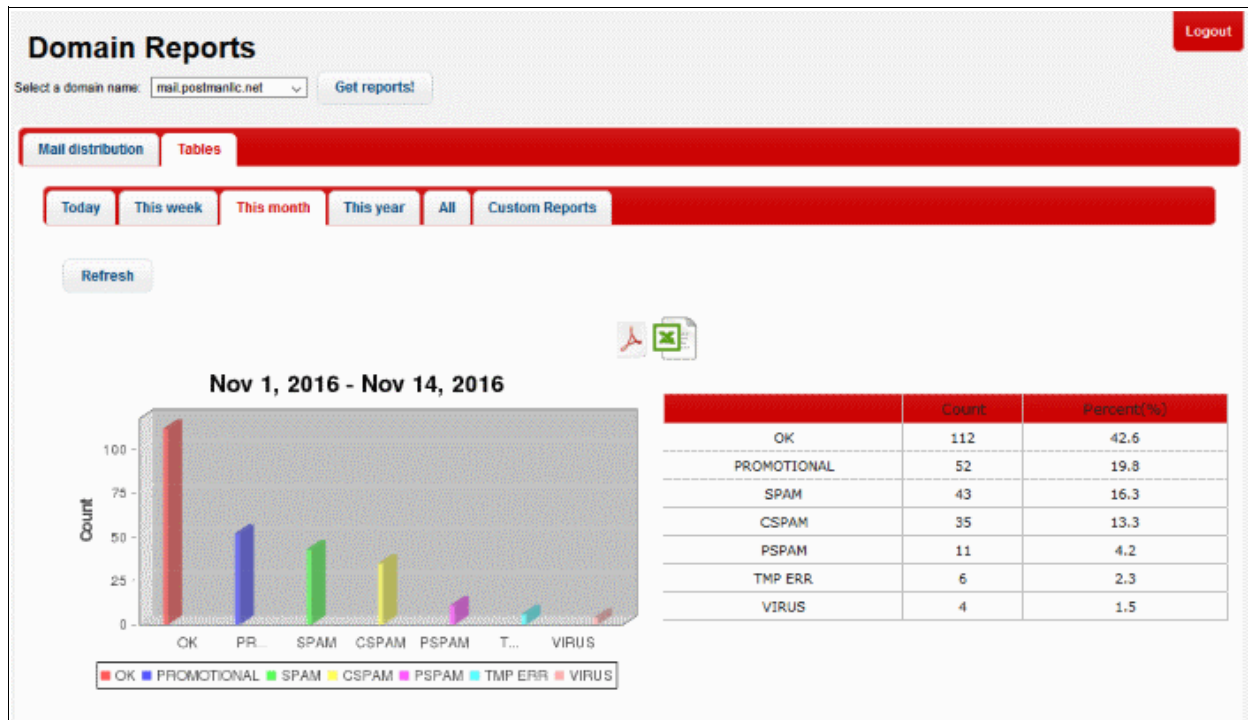 Logout
Domain Reports
Select a domain name: mail.postmanlic.net Get reports!
Mail distribution Tables
Today This week This month This year All Custom Reports
Refresh
Nov 1, 2016 - Nov 14, 2016
Count
100
75
50
25
0
OK PR... SPAM CSPAM PSPAM T... VIRUS
OK PROMOTIONAL SPAM CSPAM PSPAM TMP ERR VIRUS
Count Percent(%)
OK 112 42.6
PROMOTIONAL 52 19.8
SPAM 43 16.3
CSPAM 35 13.3
PSPAM 11 4.2
TMP ERR 6 2.3
VIRUS 4 1.5